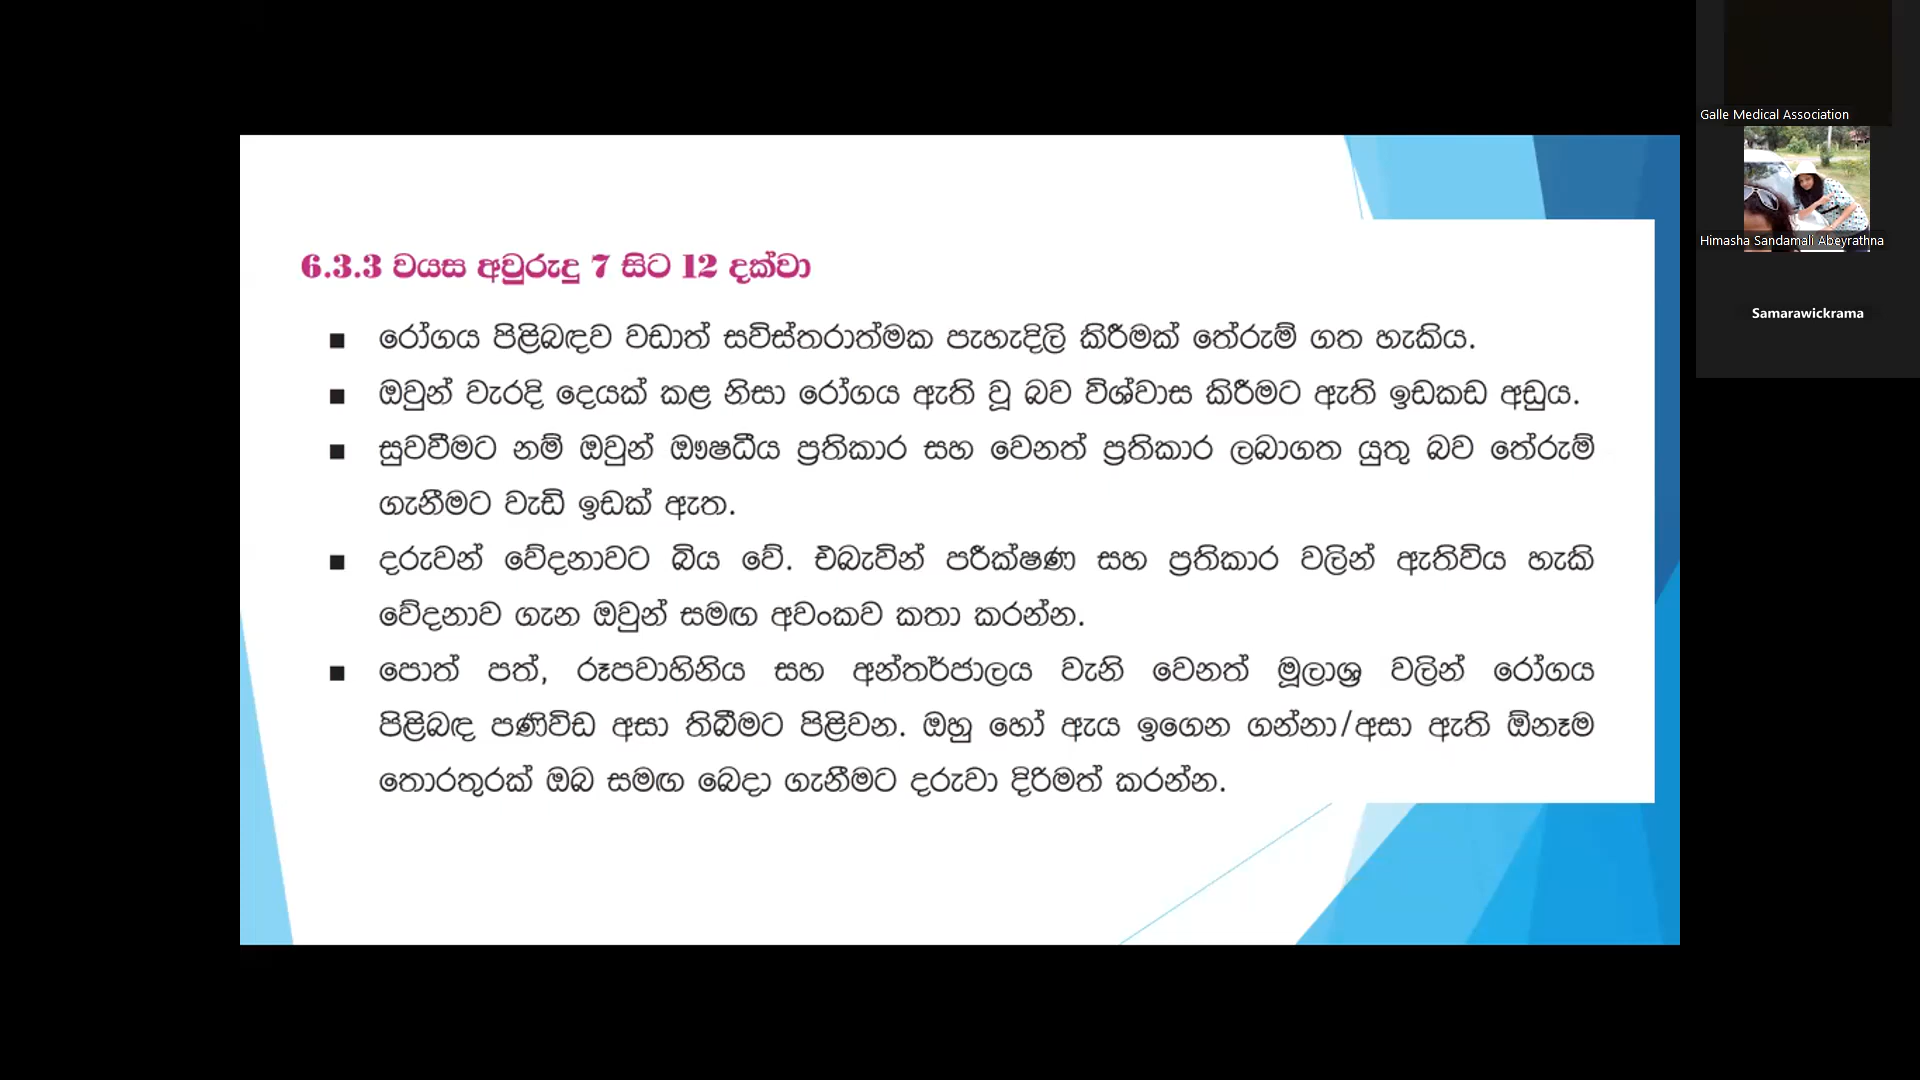 6.3.3 වයස අවුරුදු 7 සිට 12 දක්වා
■ රෝගය පිළිබඳව වඩාත් සවිස්තරාත්මක පැහැදිලි කිරීමක් තේරුම් ගත හැකිය.
■ ඔවුන් වැරදි දෙයක් කළ නිසා රෝගය ඇති වූ බව විශ්වාස කිරීමට ඇති ඉඩකඩ අඩුය.
■ සුවවීමට නම් ඔවුන් ඖෂධීය ප්‍රතිකාර සහ වෙනත් ප්‍රතිකාර ලබාගත යුතු බව තේරුම්
ගැනීමට වැඩි ඉඩක් ඇත.
■ දරුවන් වේදනාවට බිය වේ. එබැවින් පරීක්ෂණ සහ ප්‍රතිකාර වලින් ඇතිවිය හැකි
වේදනාව ගැන ඔවුන් සමඟ අවංකව කතා කරන්න.
■ පොත් පත්, රූපවාහිනිය සහ අන්තර්ජාලය වැනි වෙනත් මූලාශ්‍ර වලින් රෝගය
පිළිබඳ පණිවිඩ අසා තිබීමට පිළිවන. ඔහු හෝ ඇය ඉගෙන ගන්නා/අසා ඇති ඕනෑම
තොරතුරක් ඔබ සමඟ බෙදා ගැනීමට දරුවා දිරිමත් කරන්න.
Galle Medical Association
Himasha Sandamali Abeyrathna
Samarawickrama